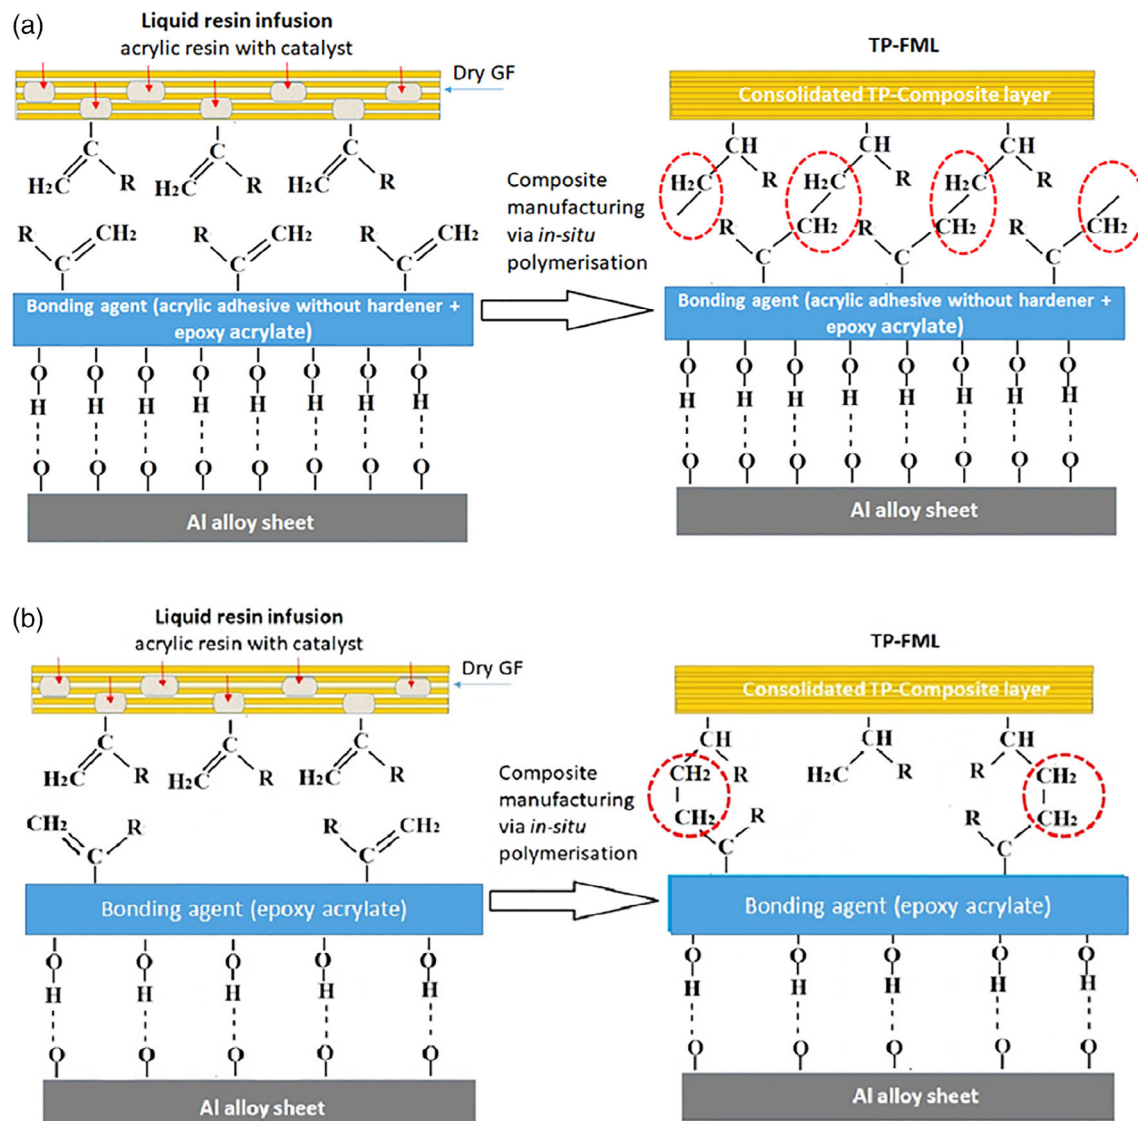 (a)
Liquid resin infusion
acrylic resin with catalyst
Dry GF
C C C
H2C R H2C R H2C R
R CH2 R CH2 R CH2
C C C
Bonding agent (acrylic adhesive without hardener +
epoxy acrylate)
O O O O O O O O
H H H H H H H H
O O O O O O O O
Al alloy sheet
Composite
manufacturing
via in-situ
polymerisation
TP-FML
Consolidated TP-Composite layer
CH CH CH
H2C R H2C R H2C R
R CH2 R CH2 R CH2
C C C
Bonding agent (acrylic adhesive without hardener +
epoxy acrylate)
O O O O O O O O
H H H H H H H H
O O O O O O O O
Al alloy sheet
(b)
Liquid resin infusion
acrylic resin with catalyst
Dry GF
C C C
H2C R H2C R H2C R
CH2 R R CH2
C C
Bonding agent (epoxy acrylate)
O O O O O
H H H H H
O O O O O
Al alloy sheet
Composite
manufacturing
via in-situ
polymerisation
TP-FML
Consolidated TP-Composite layer
CH CH CH
CH2 R H2C R R CH2
CH2 R R CH2
C C
Bonding agent (epoxy acrylate)
O O O O O
H H H H H
O O O O O
Al alloy sheet